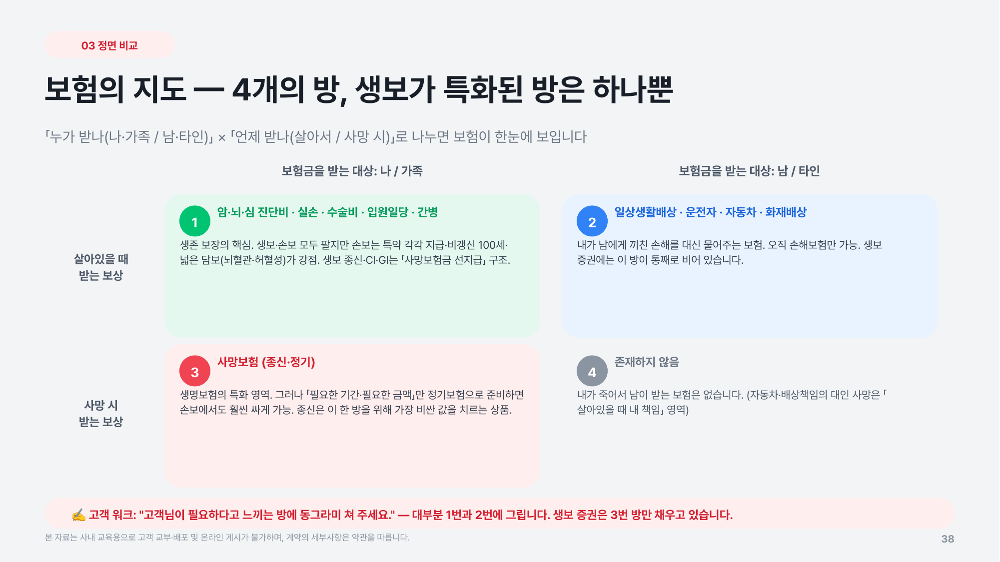 03 정면 비교
보험의 지도 — 4개의 방, 생보가 특화된 방은 하나뿐
「누가 받나(나·가족 / 남·타인)」 × 「언제 받나(살아서 / 사망 시)」로 나누면 보험이 한눈에 보입니다
보험금을 받는 대상: 나 / 가족
보험금을 받는 대상: 남 / 타인
살아있을 때
받는 보상
1
암·뇌·심 진단비 · 실손 · 수술비 · 입원일당 · 간병
생존 보장의 핵심. 생보·손보 모두 팔지만 손보는 특약 각각 지급·비갱신 100세·
넓은 담보(뇌혈관·허혈성)가 강점. 생보 종신·CI·GI는 「사망보험금 선지급」 구조.
2
일상생활배상 · 운전자 · 자동차 · 화재배상
내가 남에게 끼친 손해를 대신 물어주는 보험. 오직 손해보험만 가능. 생보
증권에는 이 방이 통째로 비어 있습니다.
사망 시
받는 보상
3
사망보험 (종신·정기)
생명보험의 특화 영역. 그러나 「필요한 기간·필요한 금액」만 정기보험으로 준비하면
손보에서도 훨씬 싸게 가능. 종신은 이 한 방을 위해 가장 비싼 값을 치르는 상품.
4
존재하지 않음
내가 죽어서 남이 받는 보험은 없습니다. (자동차·배상책임의 대인 사망은 「
살아있을 때 내 책임」 영역)
✍️ 고객 워크: "고객님이 필요하다고 느끼는 방에 동그라미 쳐 주세요." — 대부분 1번과 2번에 그립니다. 생보 증권은 3번 방만 채우고 있습니다.
본 자료는 사내 교육용으로 고객 교부·배포 및 온라인 게시가 불가하며, 계약의 세부사항은 약관을 따릅니다.
38